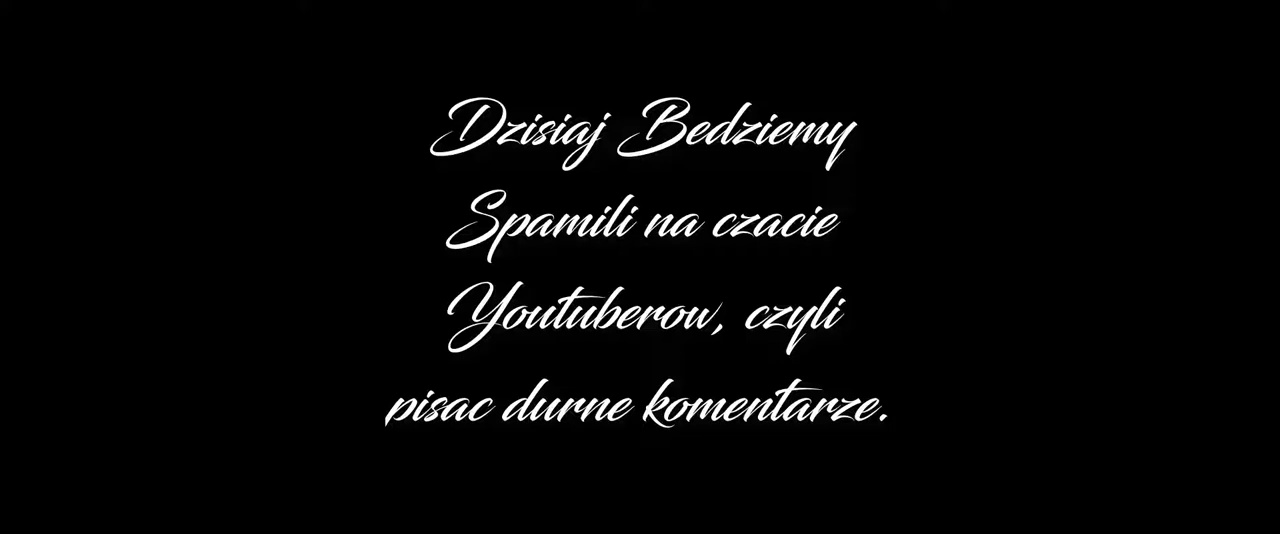 Dzisiaj Bedziemy
Spamili na czacie
Youtuberow, czyli
pisac durne komentarze.